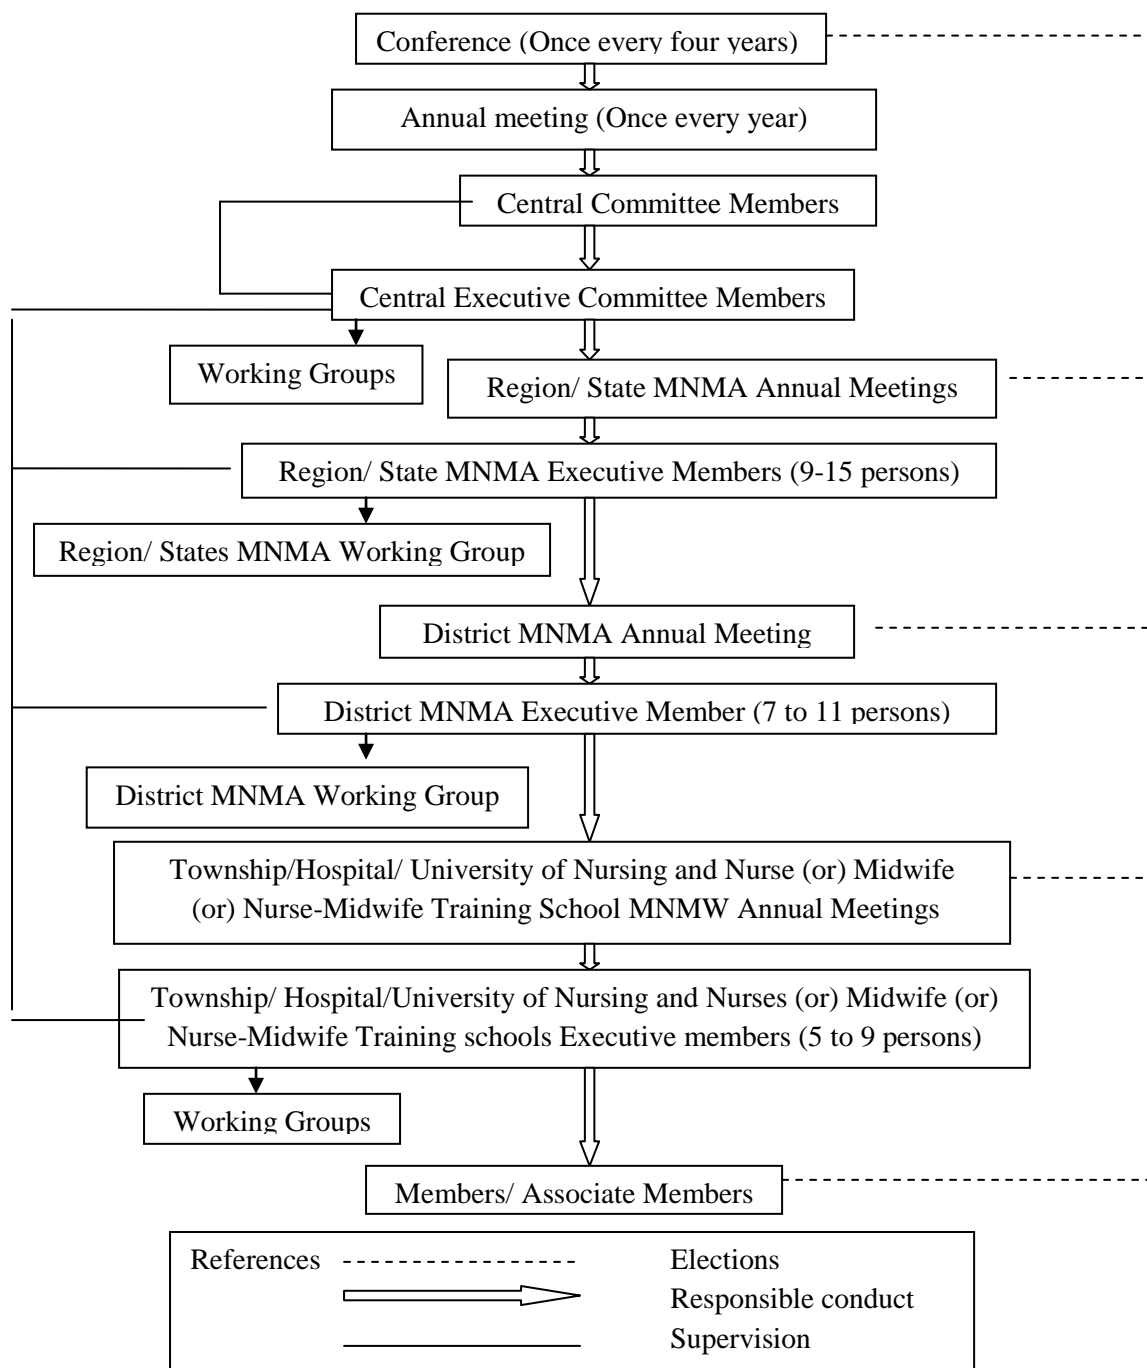 Conference (Once every four years)
Annual meeting (Once every year)
Central Committee Members
Central Executive Committee Members
Working Groups
Region/ State MNMA Annual Meetings
Region/ State MNMA Executive Members (9-15 persons)
Region/ States MNMA Working Group
District MNMA Annual Meeting
District MNMA Executive Member (7 to 11 persons)
District MNMA Working Group
Township/Hospital/ University of Nursing and Nurse (or) Midwife
(or) Nurse-Midwife Training School MNMW Annual Meetings
Township/ Hospital/University of Nursing and Nurses (or) Midwife (or)
Nurse-Midwife Training schools Executive members (5 to 9 persons)
Working Groups
Members/ Associate Members
References Elections
Responsible conduct
Supervision